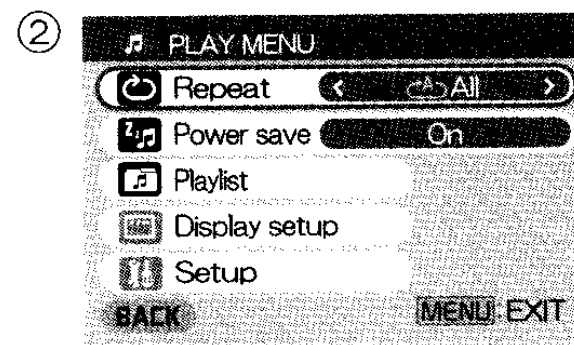 ②
PLAY MENU
Repeat < A All >
Power save On
Playlist
Display setup
Setup
BACK MENU EXIT